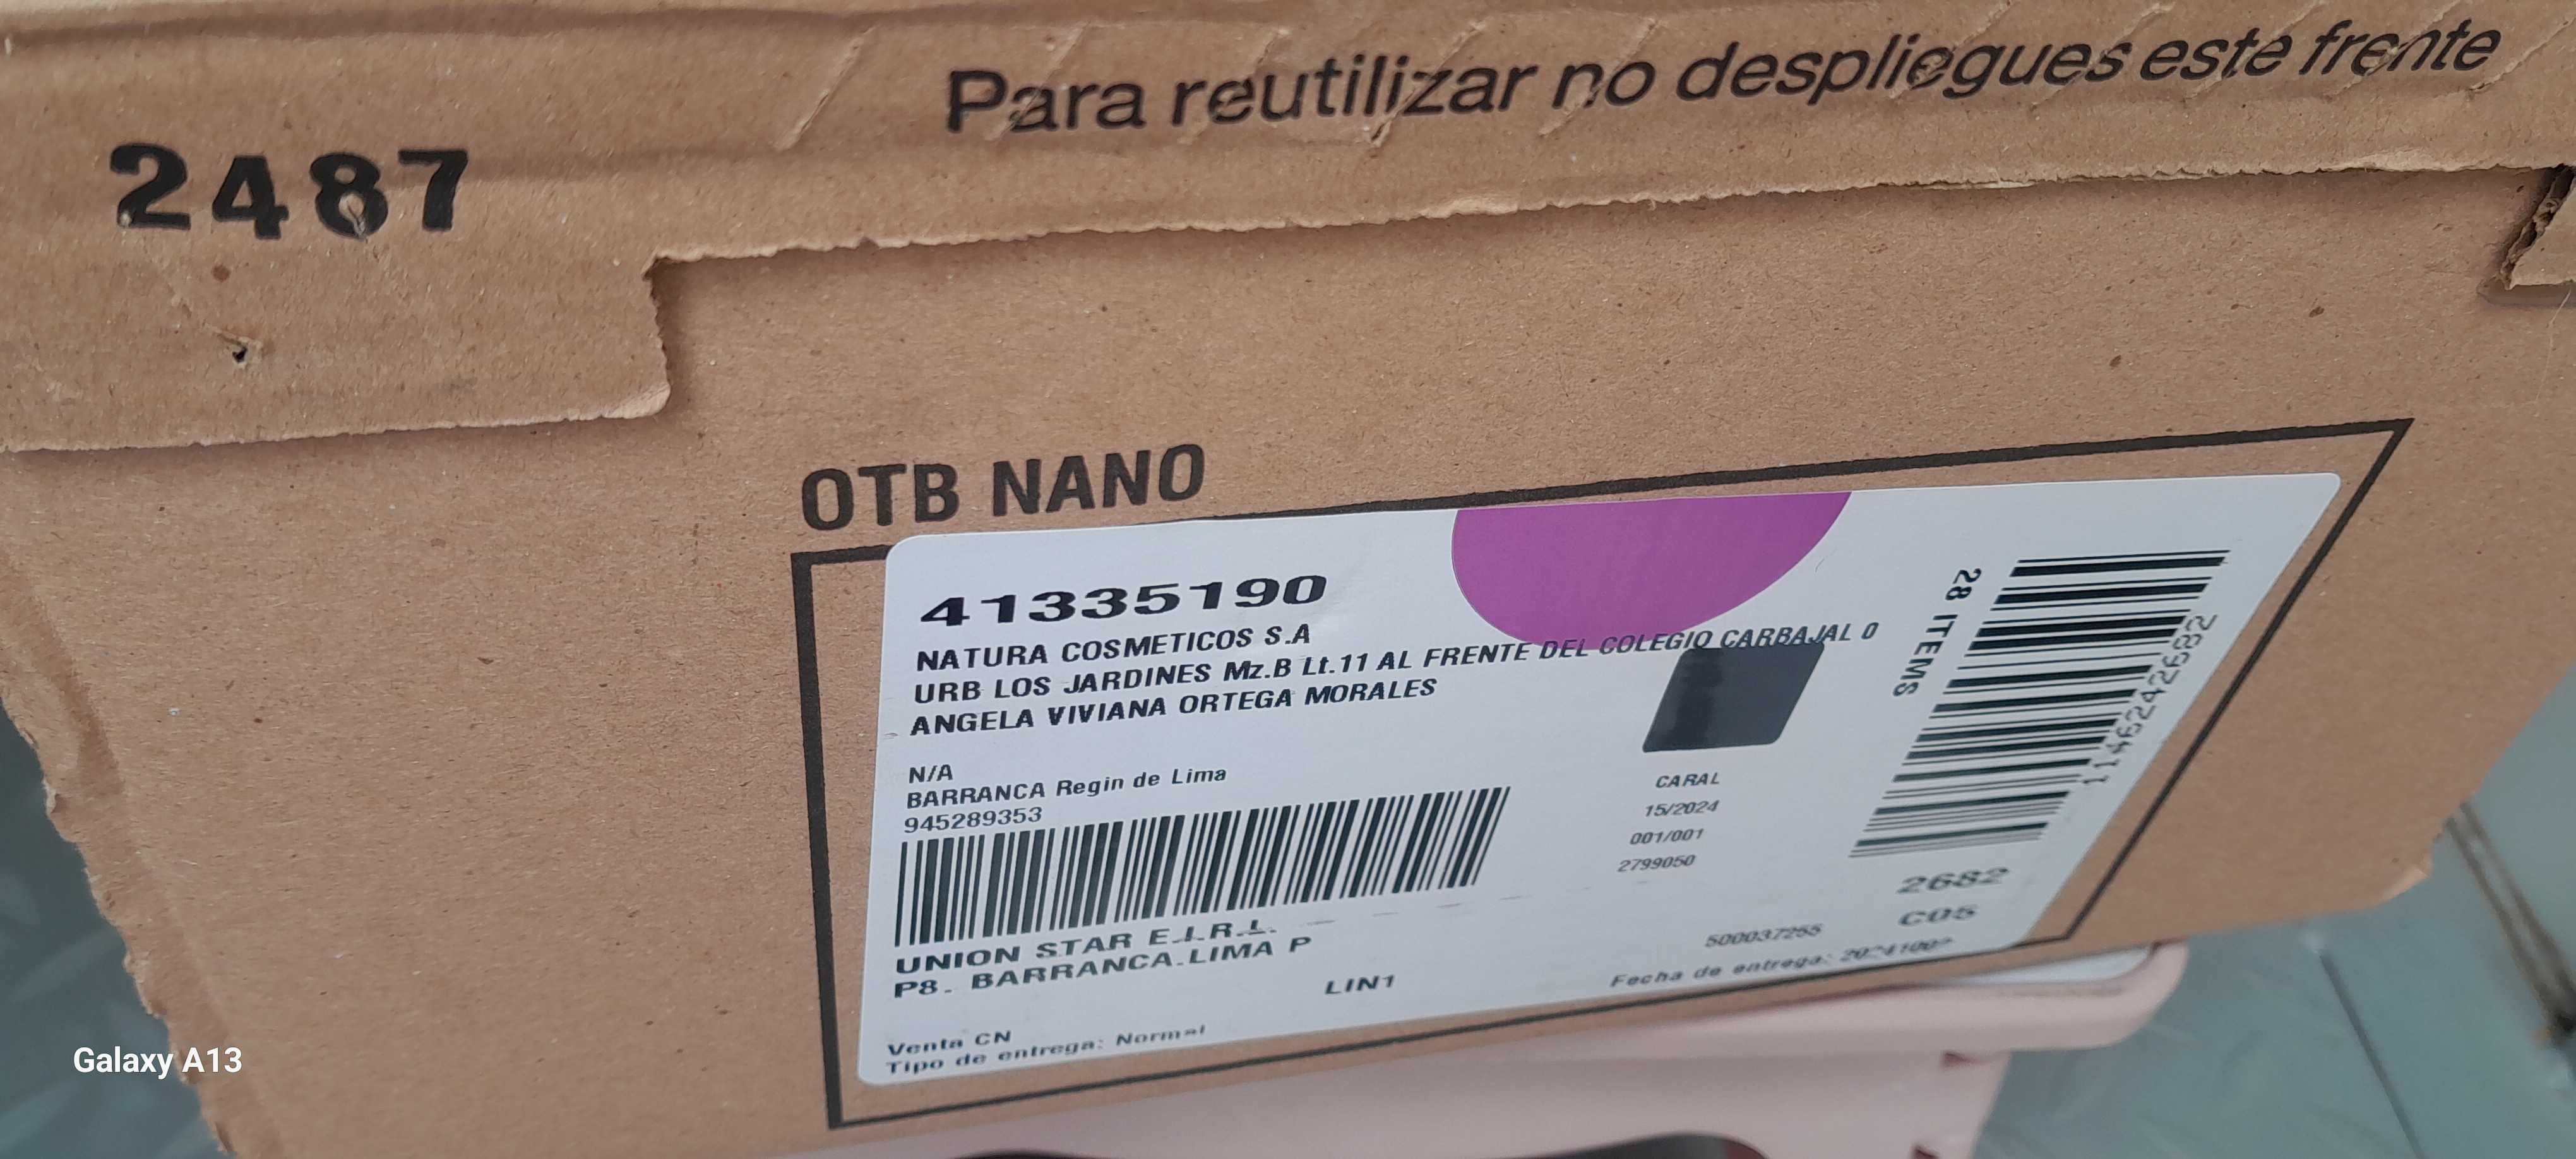 Para reutilizar no despliegues este frente
2487
OTB NANO
41335190
NATURA COSMETICOS S.A
URB LOS JARDINES Mz.B Lt.11 AL FRENTE DEL COLEGIO CARBAJAL 0
ANGELA VIVIANA ORTEGA MORALES
N/A
BARRANCA Regin de Lima
945289353
UNION STAR E.I.R.L.
P8. BARRANCA.LIMA P
LIN1
Venta CN
Tipo de entrega: Normal
CARAL
15/2024
001/001
2799050
500037255
Fecha de entrega:
28 ITEMS
2682
C05
Galaxy A13